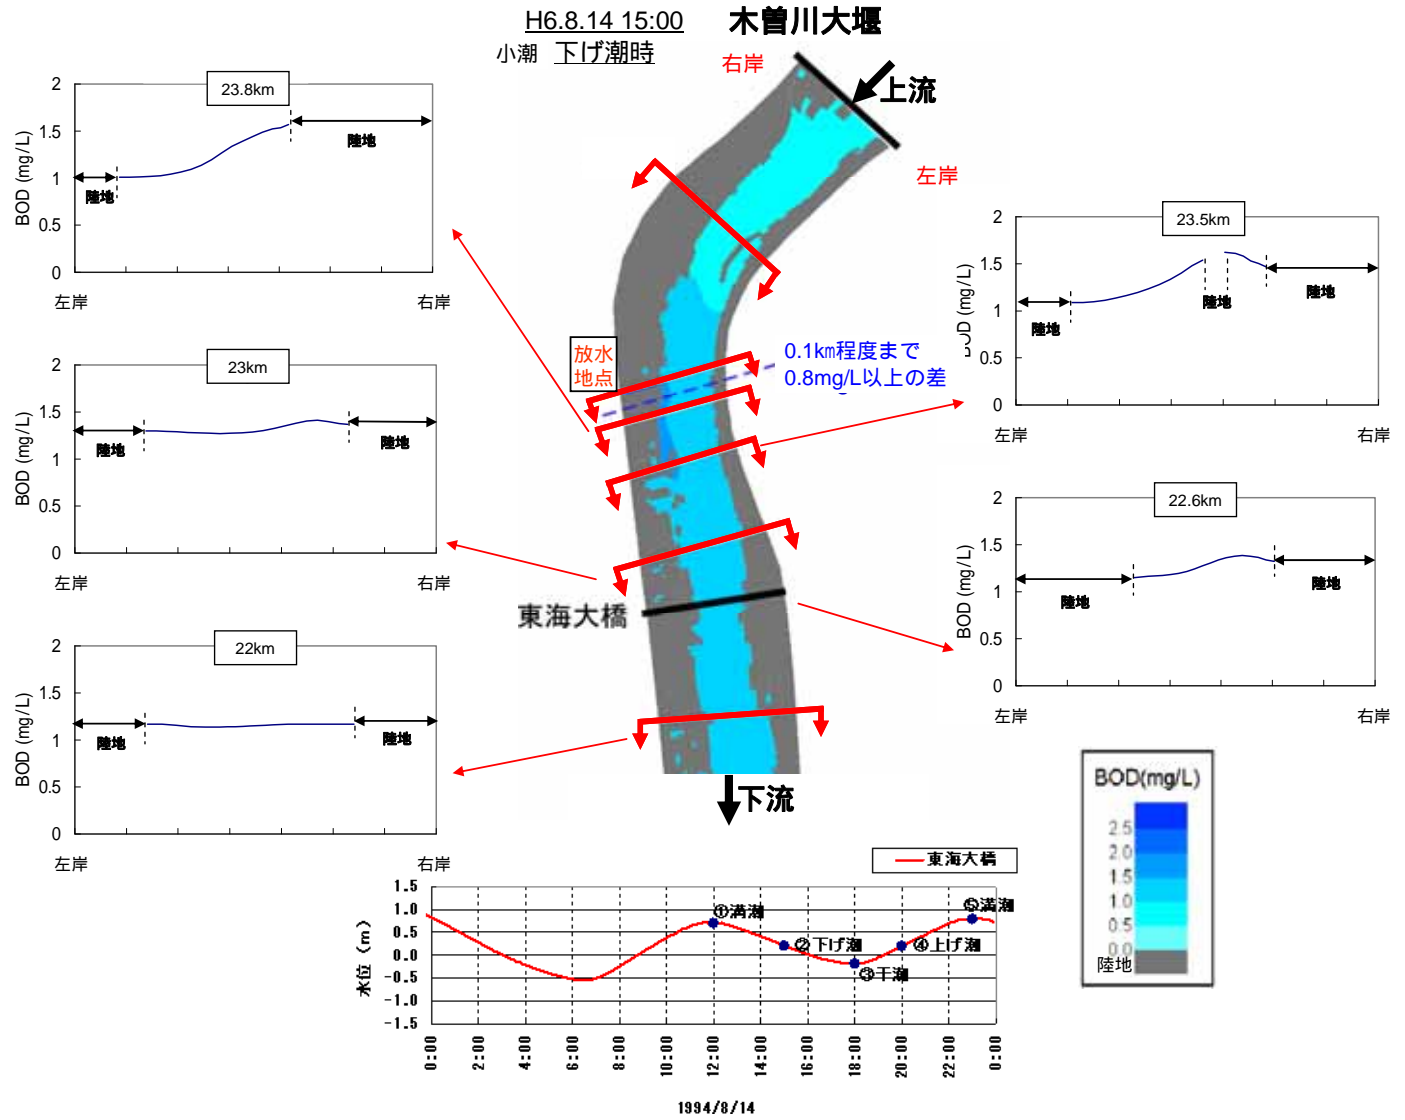 H6.8.14 15:00
木曽川大堰
小潮 下げ潮時
右岸
上流
左岸
23.8km
2
1.5
1
0.5
0
BOD (mg/L)
陸地
陸地
左岸
右岸
23.5km
2
1.5
1
0.5
0
BOD (mg/L)
陸地
陸地
陸地
左岸
右岸
放水
地点
0.1km程度まで
0.8mg/L以上の差
23km
2
1.5
1
0.5
0
BOD (mg/L)
陸地
陸地
左岸
右岸
22.6km
2
1.5
1
0.5
0
BOD (mg/L)
陸地
陸地
左岸
右岸
東海大橋
22km
2
1.5
1
0.5
0
BOD (mg/L)
陸地
陸地
左岸
右岸
下流
BOD(mg/L)
2.5
2.0
1.5
1.0
0.5
0.0
陸地
東海大橋
1.5
1.0
0.5
0.0
-0.5
-1.0
-1.5
水位 (m)
①満潮
②下げ潮
③干潮
④上げ潮
⑤満潮
0:00
2:00
4:00
6:00
8:00
10:00
12:00
14:00
16:00
18:00
20:00
22:00
0:00
1994/8/14